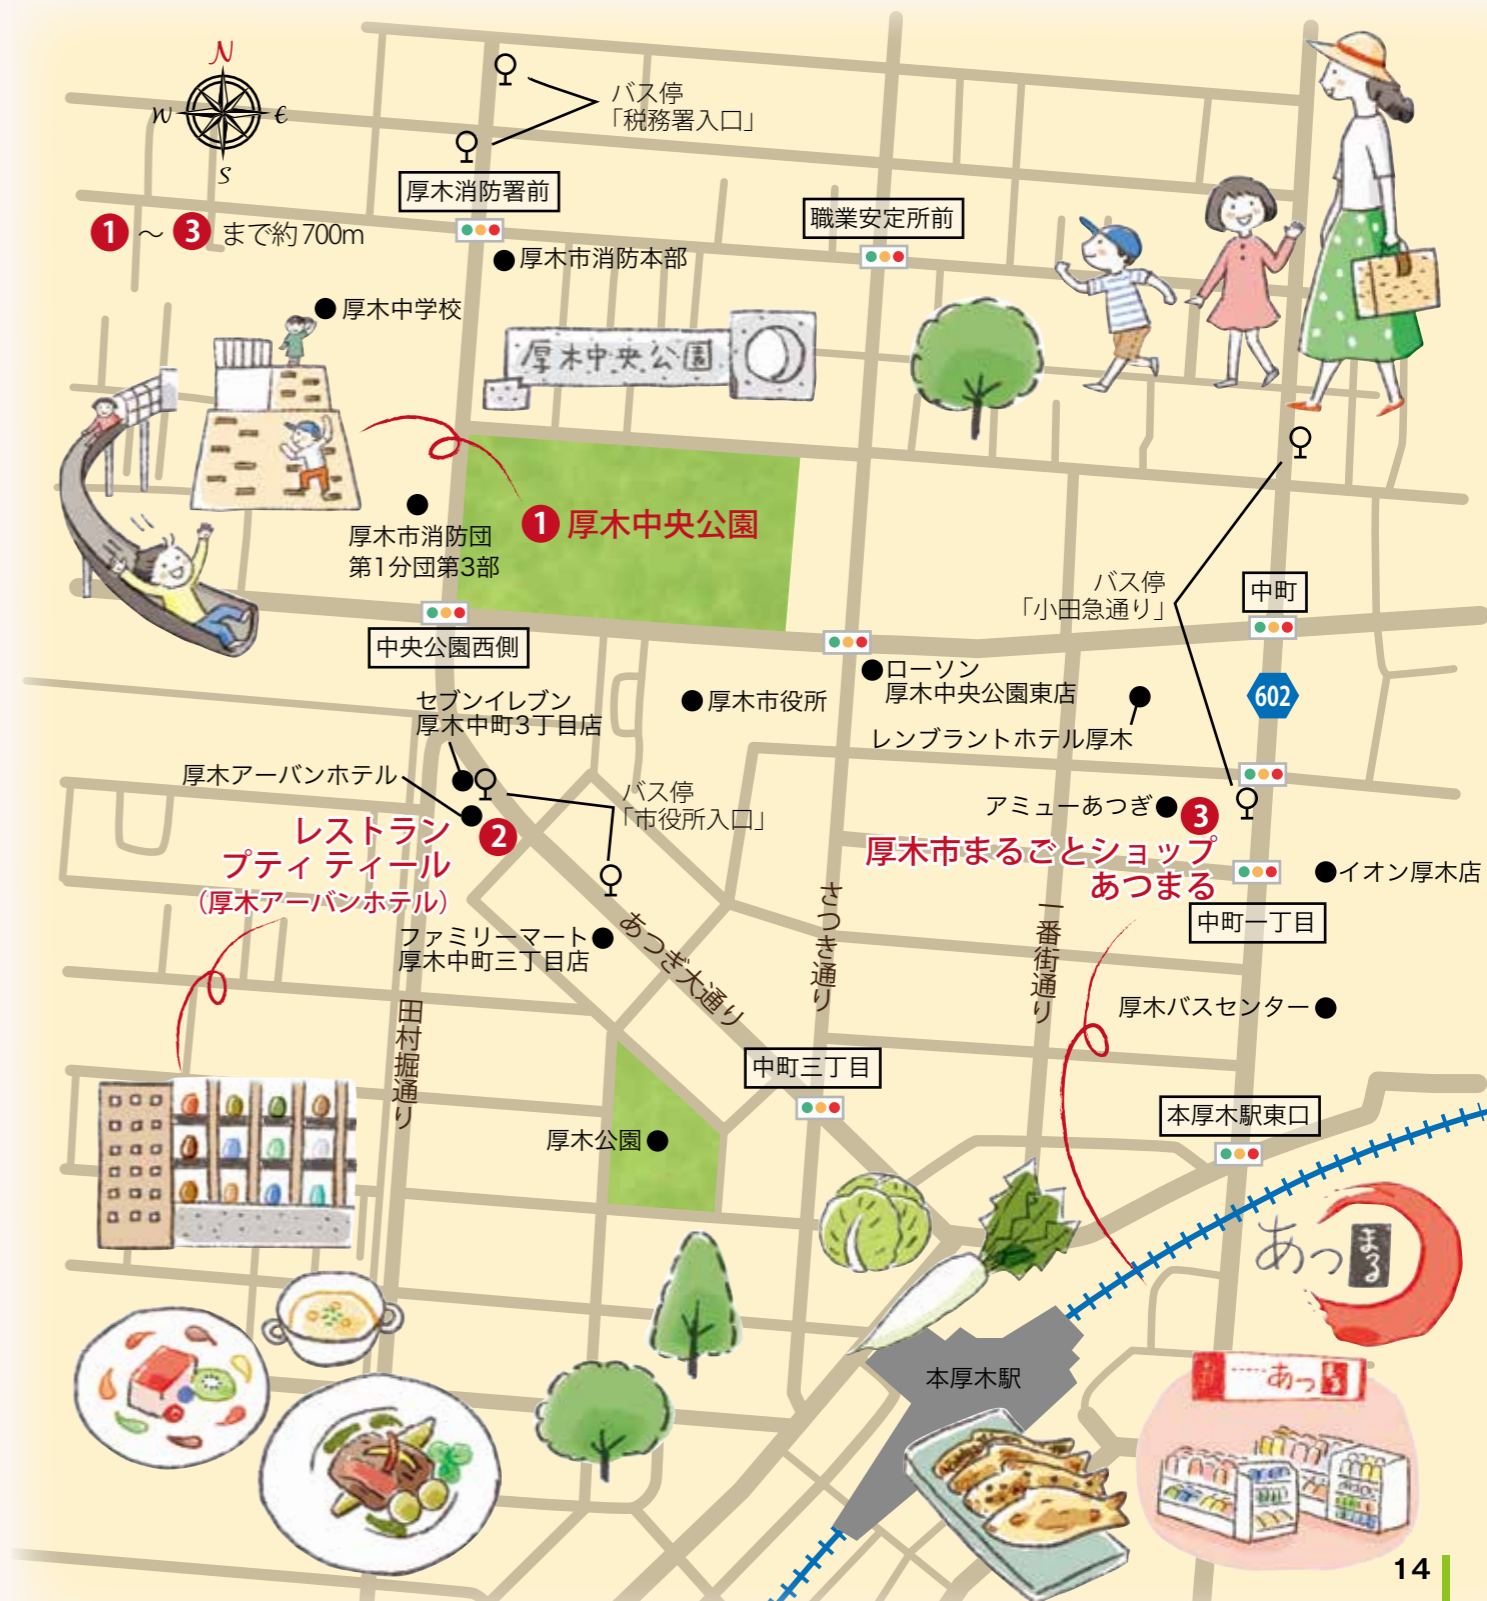 N
W
E
S
バス停
「税務署入口」
厚木消防署前
1～3まで約700m
職業安定所前
厚木市消防本部
厚木中学校
厚木中央公園
1 厚木中央公園
厚木市消防団
第1分団第3部
バス停
「小田急通り」
中町
中央公園西側
ローソン
厚木中央公園東店
セブンイレブン
厚木中町3丁目店
厚木市役所
602
レンブラントホテル厚木
厚木アーバンホテル
バス停
「市役所入口」
アミューあつぎ
3
厚木市まるごとショップ
あつまる
2
レストラン
プティ ティール
(厚木アーバンホテル)
イオン厚木店
中町一丁目
さつき通り
一番街通り
あつぎ大通り
ファミリーマート
厚木中町三丁目店
田村堀通り
厚木バスセンター
中町三丁目
本厚木駅東口
厚木公園
あつまる
本厚木駅
あつまる
14